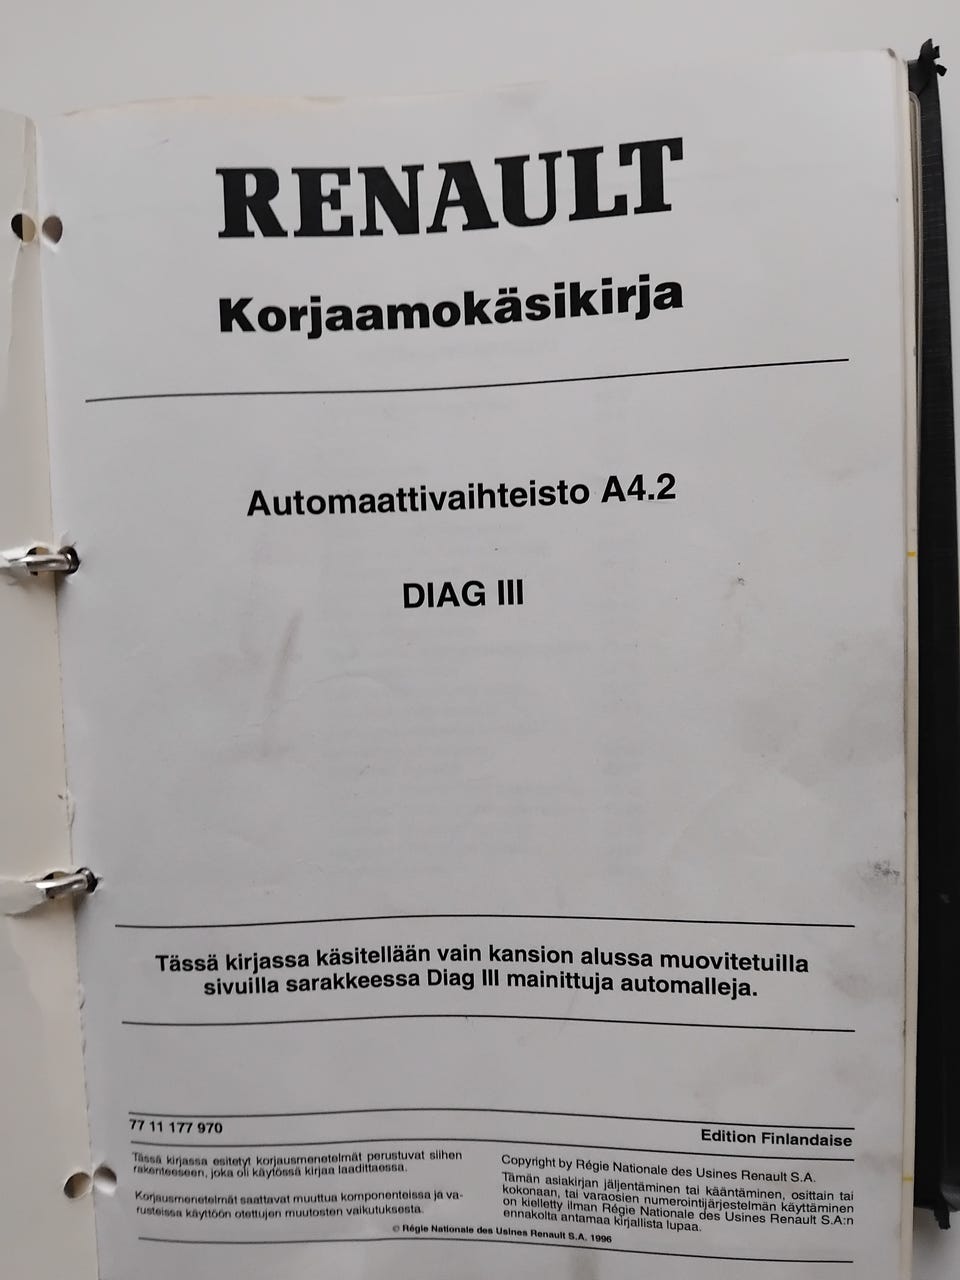 RENAULT
Korjaamokäsikirja
Automaattivaihteisto A4.2
DIAG III
Tässä kirjassa käsitellään vain kansion alussa muovitetuilla
sivuilla sarakkeessa Diag III mainittuja automalleja.
77 11 177 970
Edition Finlandaise
Tässä kirjassa esitetyt korjausmenetelmät perustuvat siihen
rakenteeseen, joka oli käytössä kirjaa laadittaessa.
Korjausmenetelmät saattavat muuttua komponenteissa ja va-
rusteissa käyttöön otettujen muutosten vaikutuksesta.
Copyright by Régie Nationale des Usines Renault S.A.
Tämän asiakirjan jäljentäminen tai kääntäminen, osittain tai
kokonaan, tai varaosien numerointijärjestelmän käyttäminen
on kielletty ilman Régie Nationale des Usines Renault S.A:n
ennakolta antamaa kirjallista lupaa.
© Régie Nationale des Usines Renault S.A. 1996